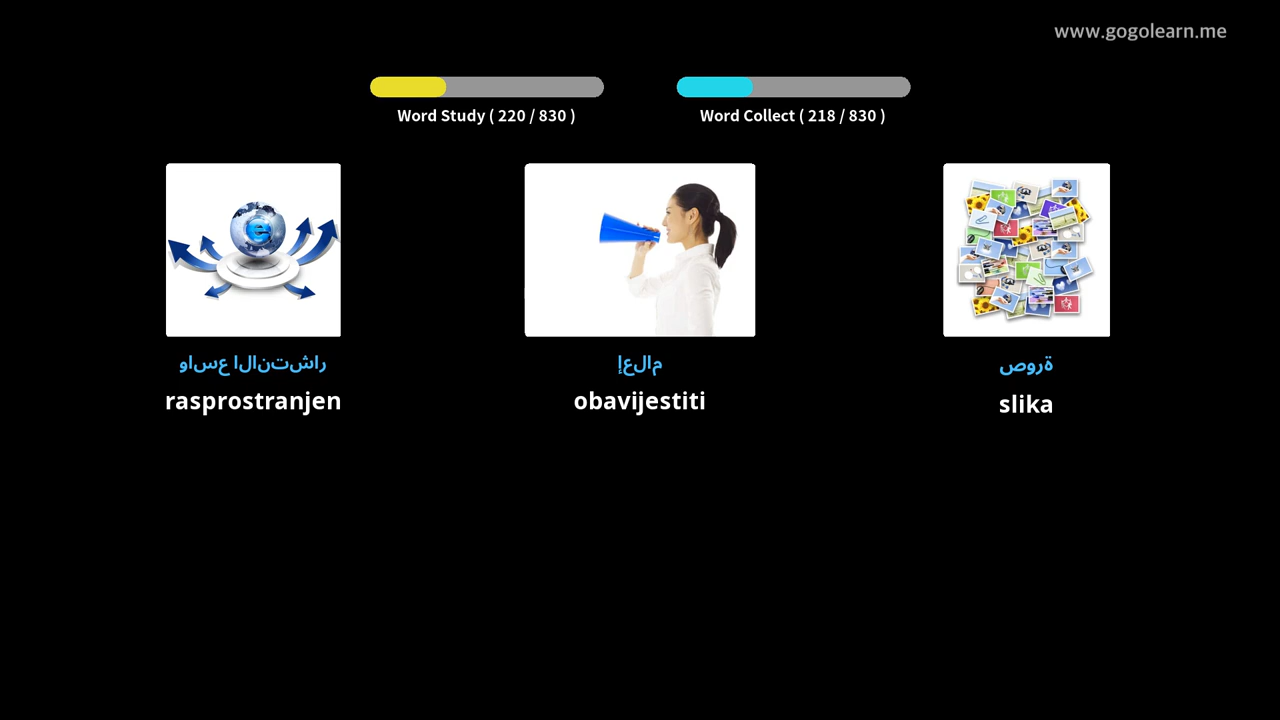 www.gogolearn.me
Word Study ( 220 / 830 )
Word Collect ( 218 / 830 )
واسع الانتشار
إعلام
صورة
rasprostranjen
obavijestiti
slika